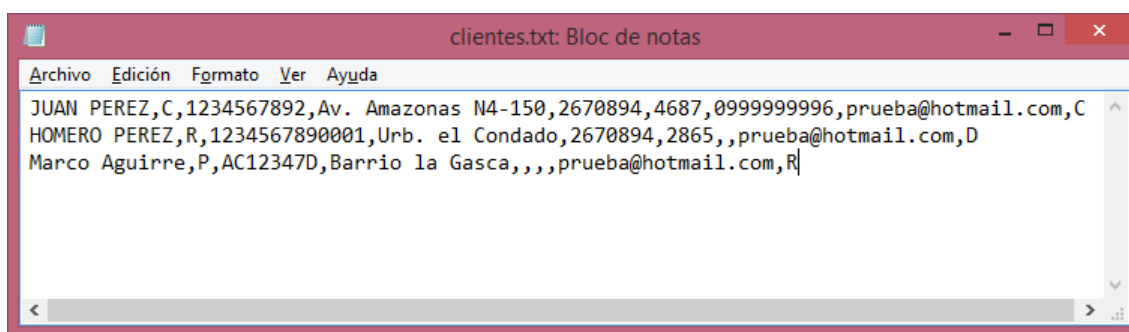 clientes.txt: Bloc de notas
Archivo Edición Formato Ver Ayuda
JUAN PEREZ,C,1234567892,Av. Amazonas N4-150,2670894,4687,0999999996,prueba@hotmail.com,C
HOMERO PEREZ,R,1234567890001,Urb. el Condado,2670894,2865,,prueba@hotmail.com,D
Marco Aguirre,P,AC12347D,Barrio la Gasca,,,,prueba@hotmail.com,R